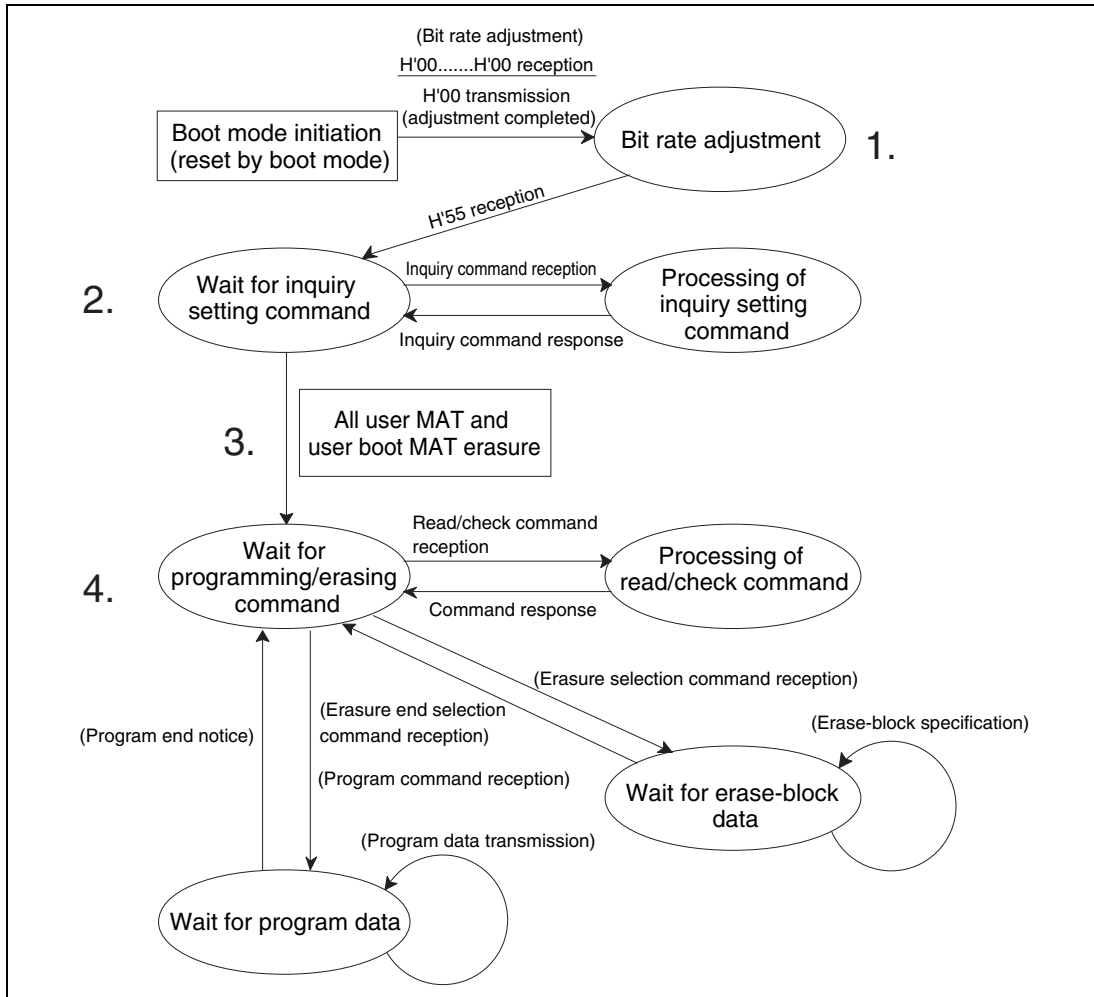 (Bit rate adjustment)
H'00.......H'00 reception
H'00 transmission
(adjustment completed)
Boot mode initiation
(reset by boot mode)
Bit rate adjustment
1.
H'55 reception
2.
Wait for inquiry
setting command
Inquiry command reception
Inquiry command response
Processing of
inquiry setting
command
3.
All user MAT and
user boot MAT erasure
4.
Wait for
programming/erasing
command
Read/check command
reception
Command response
Processing of
read/check command
(Erasure selection command reception)
(Program end notice)
(Erasure end selection
command reception)
(Program command reception)
(Erase-block specification)
Wait for erase-block
data
(Program data transmission)
Wait for program data